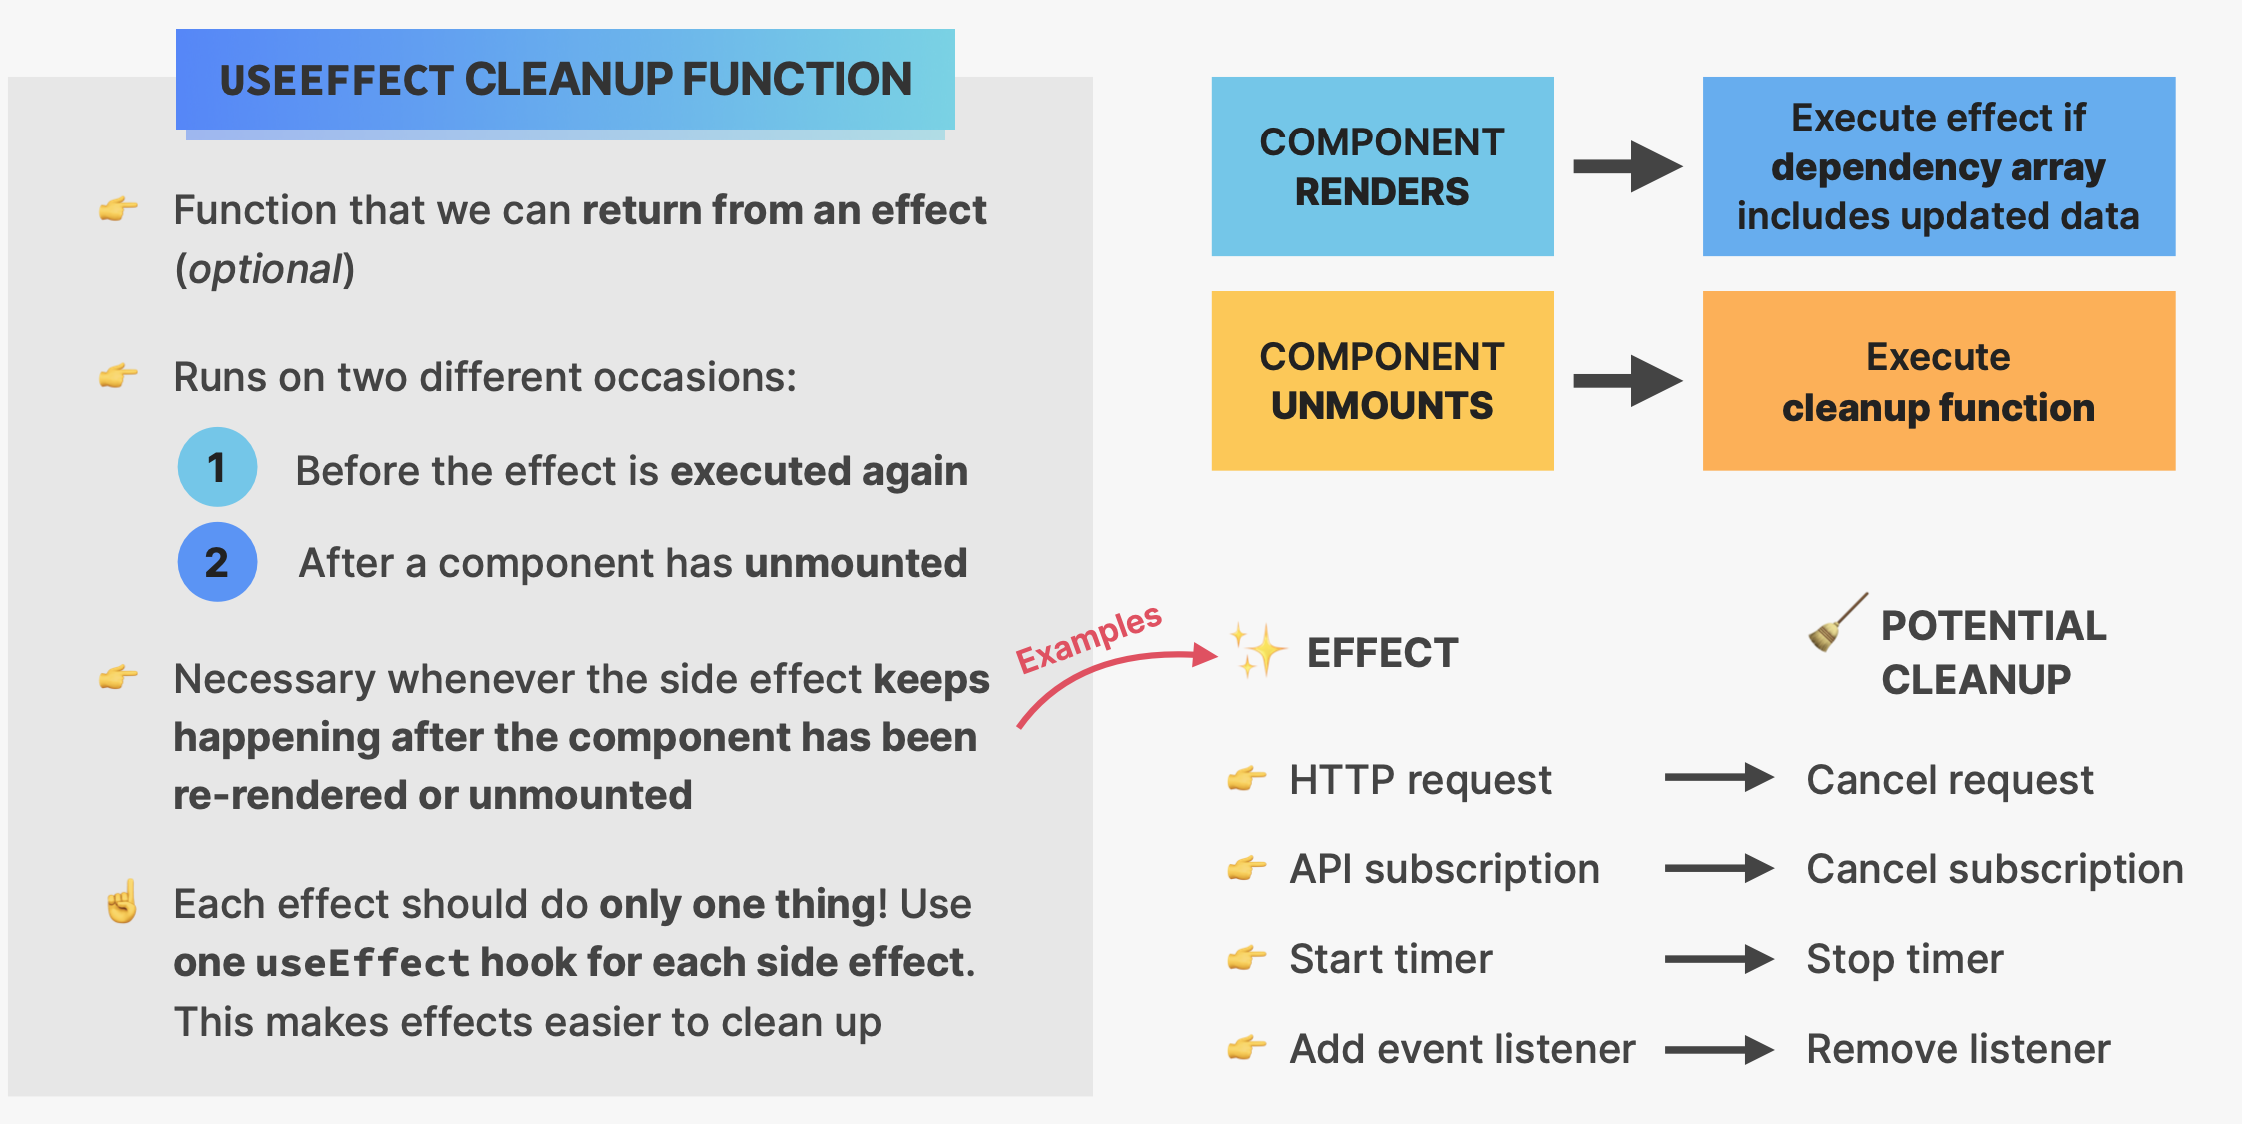 USEEFFECT CLEANUP FUNCTION
Function that we can return from an effect
(optional)
Runs on two different occasions:
1 Before the effect is executed again
2 After a component has unmounted
Necessary whenever the side effect keeps
happening after the component has been
re-rendered or unmounted
Each effect should do only one thing! Use
one useEffect hook for each side effect.
This makes effects easier to clean up
COMPONENT
RENDERS
Execute effect if
dependency array
includes updated data
COMPONENT
UNMOUNTS
Execute
cleanup function
Examples
EFFECT
POTENTIAL
CLEANUP
HTTP request
Cancel request
API subscription
Cancel subscription
Start timer
Stop timer
Add event listener
Remove listener